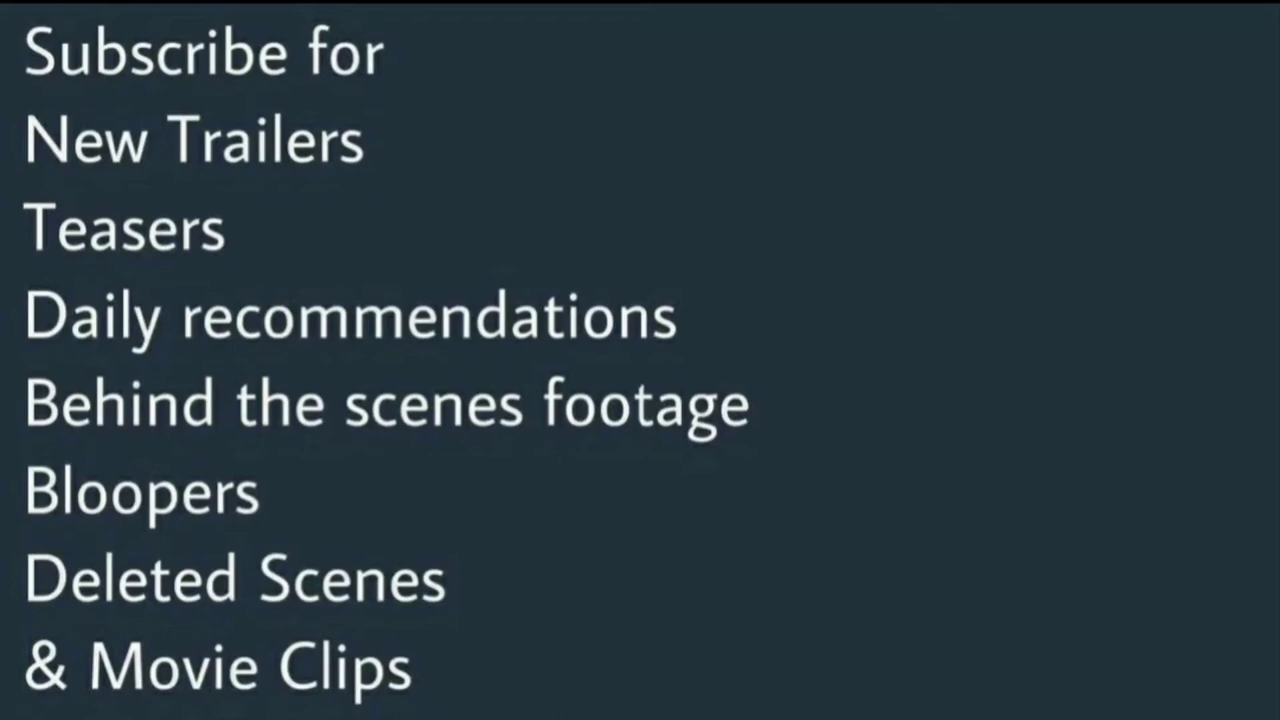 Subscribe for
New Trailers
Teasers
Daily recommendations
Behind the scenes footage
Bloopers
Deleted Scenes
& Movie Clips